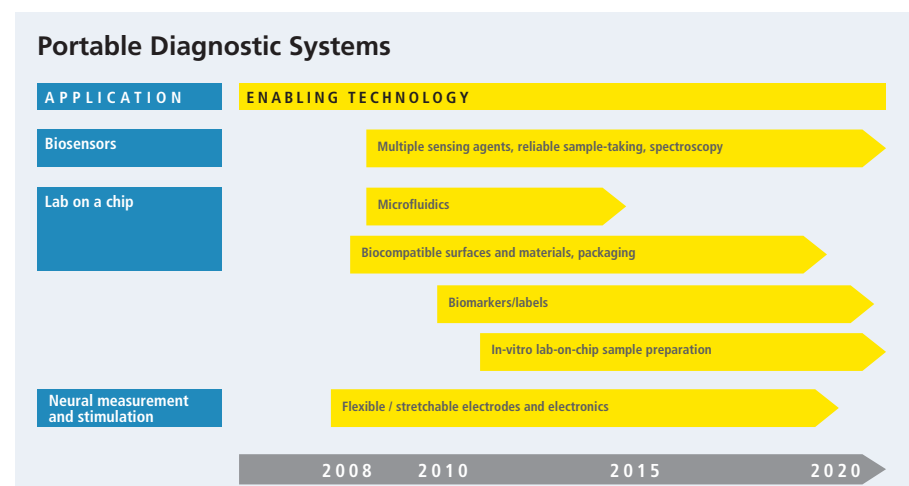 Portable Diagnostic Systems
APPLICATION
ENABLING TECHNOLOGY
Biosensors
Multiple sensing agents, reliable sample-taking, spectroscopy
Lab on a chip
Microfluidics
Biocompatible surfaces and materials, packaging
Biomarkers/labels
In-vitro lab-on-chip sample preparation
Neural measurement
and stimulation
Flexible / stretchable electrodes and electronics
2008 2010 2015 2020